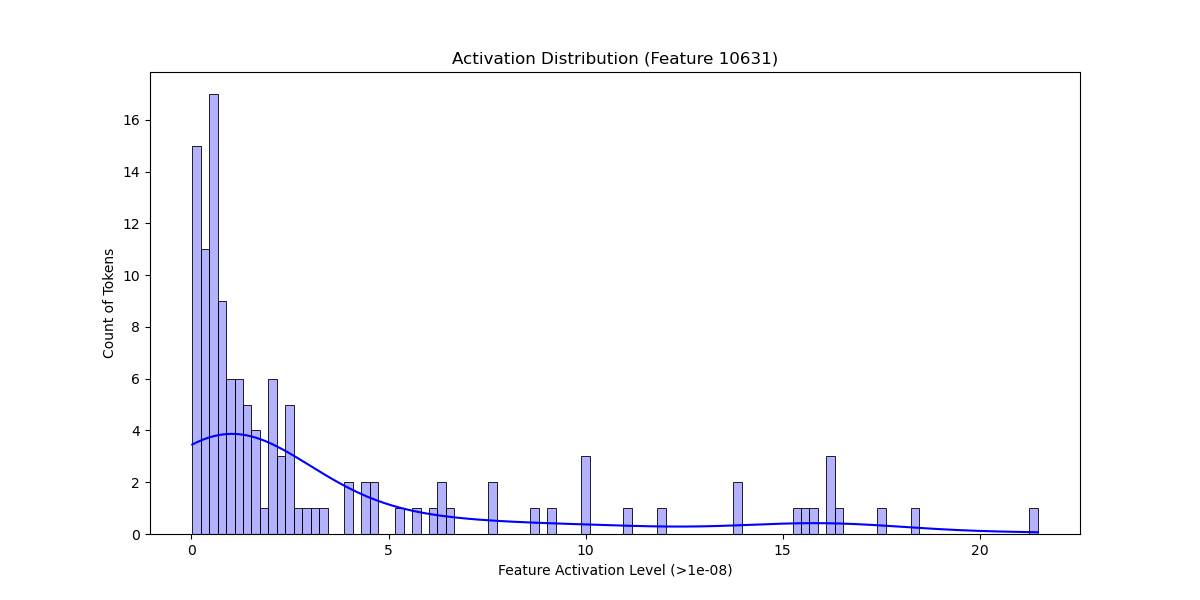 Activation Distribution (Feature 10631)
Count of Tokens
16
14
12
10
8
6
4
2
0
0 5 10 15 20
Feature Activation Level (>1e-08)